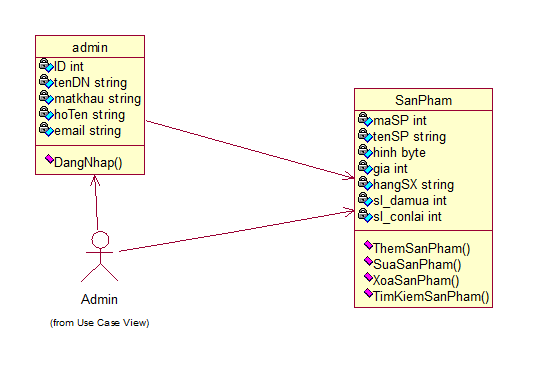 admin
ID int
tenDN string
matkhau string
hoTen string
email string
DangNhap()
SanPham
maSP int
tenSP string
hinh byte
gia int
hangSX string
sl_damua int
sl_conlai int
ThemSanPham()
SuaSanPham()
XoaSanPham()
TimKiemSanPham()
Admin
(from Use Case View)